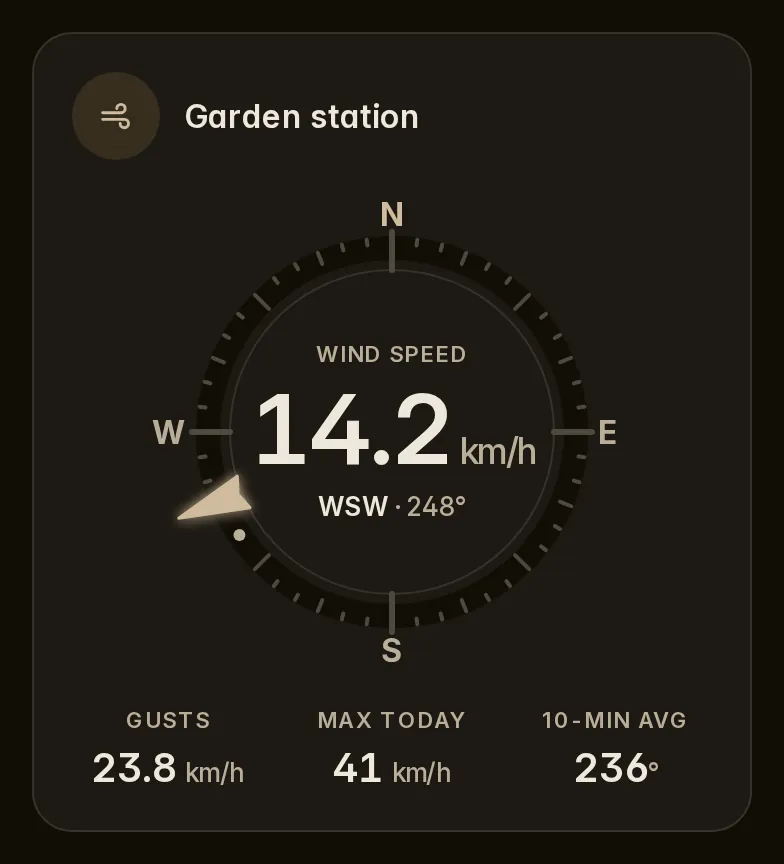 Garden station
N
WIND SPEED
14.2 km/h
W
E
WSW · 248°
S
GUSTS
MAX TODAY
10-MIN AVG
23.8 km/h
41 km/h
236°